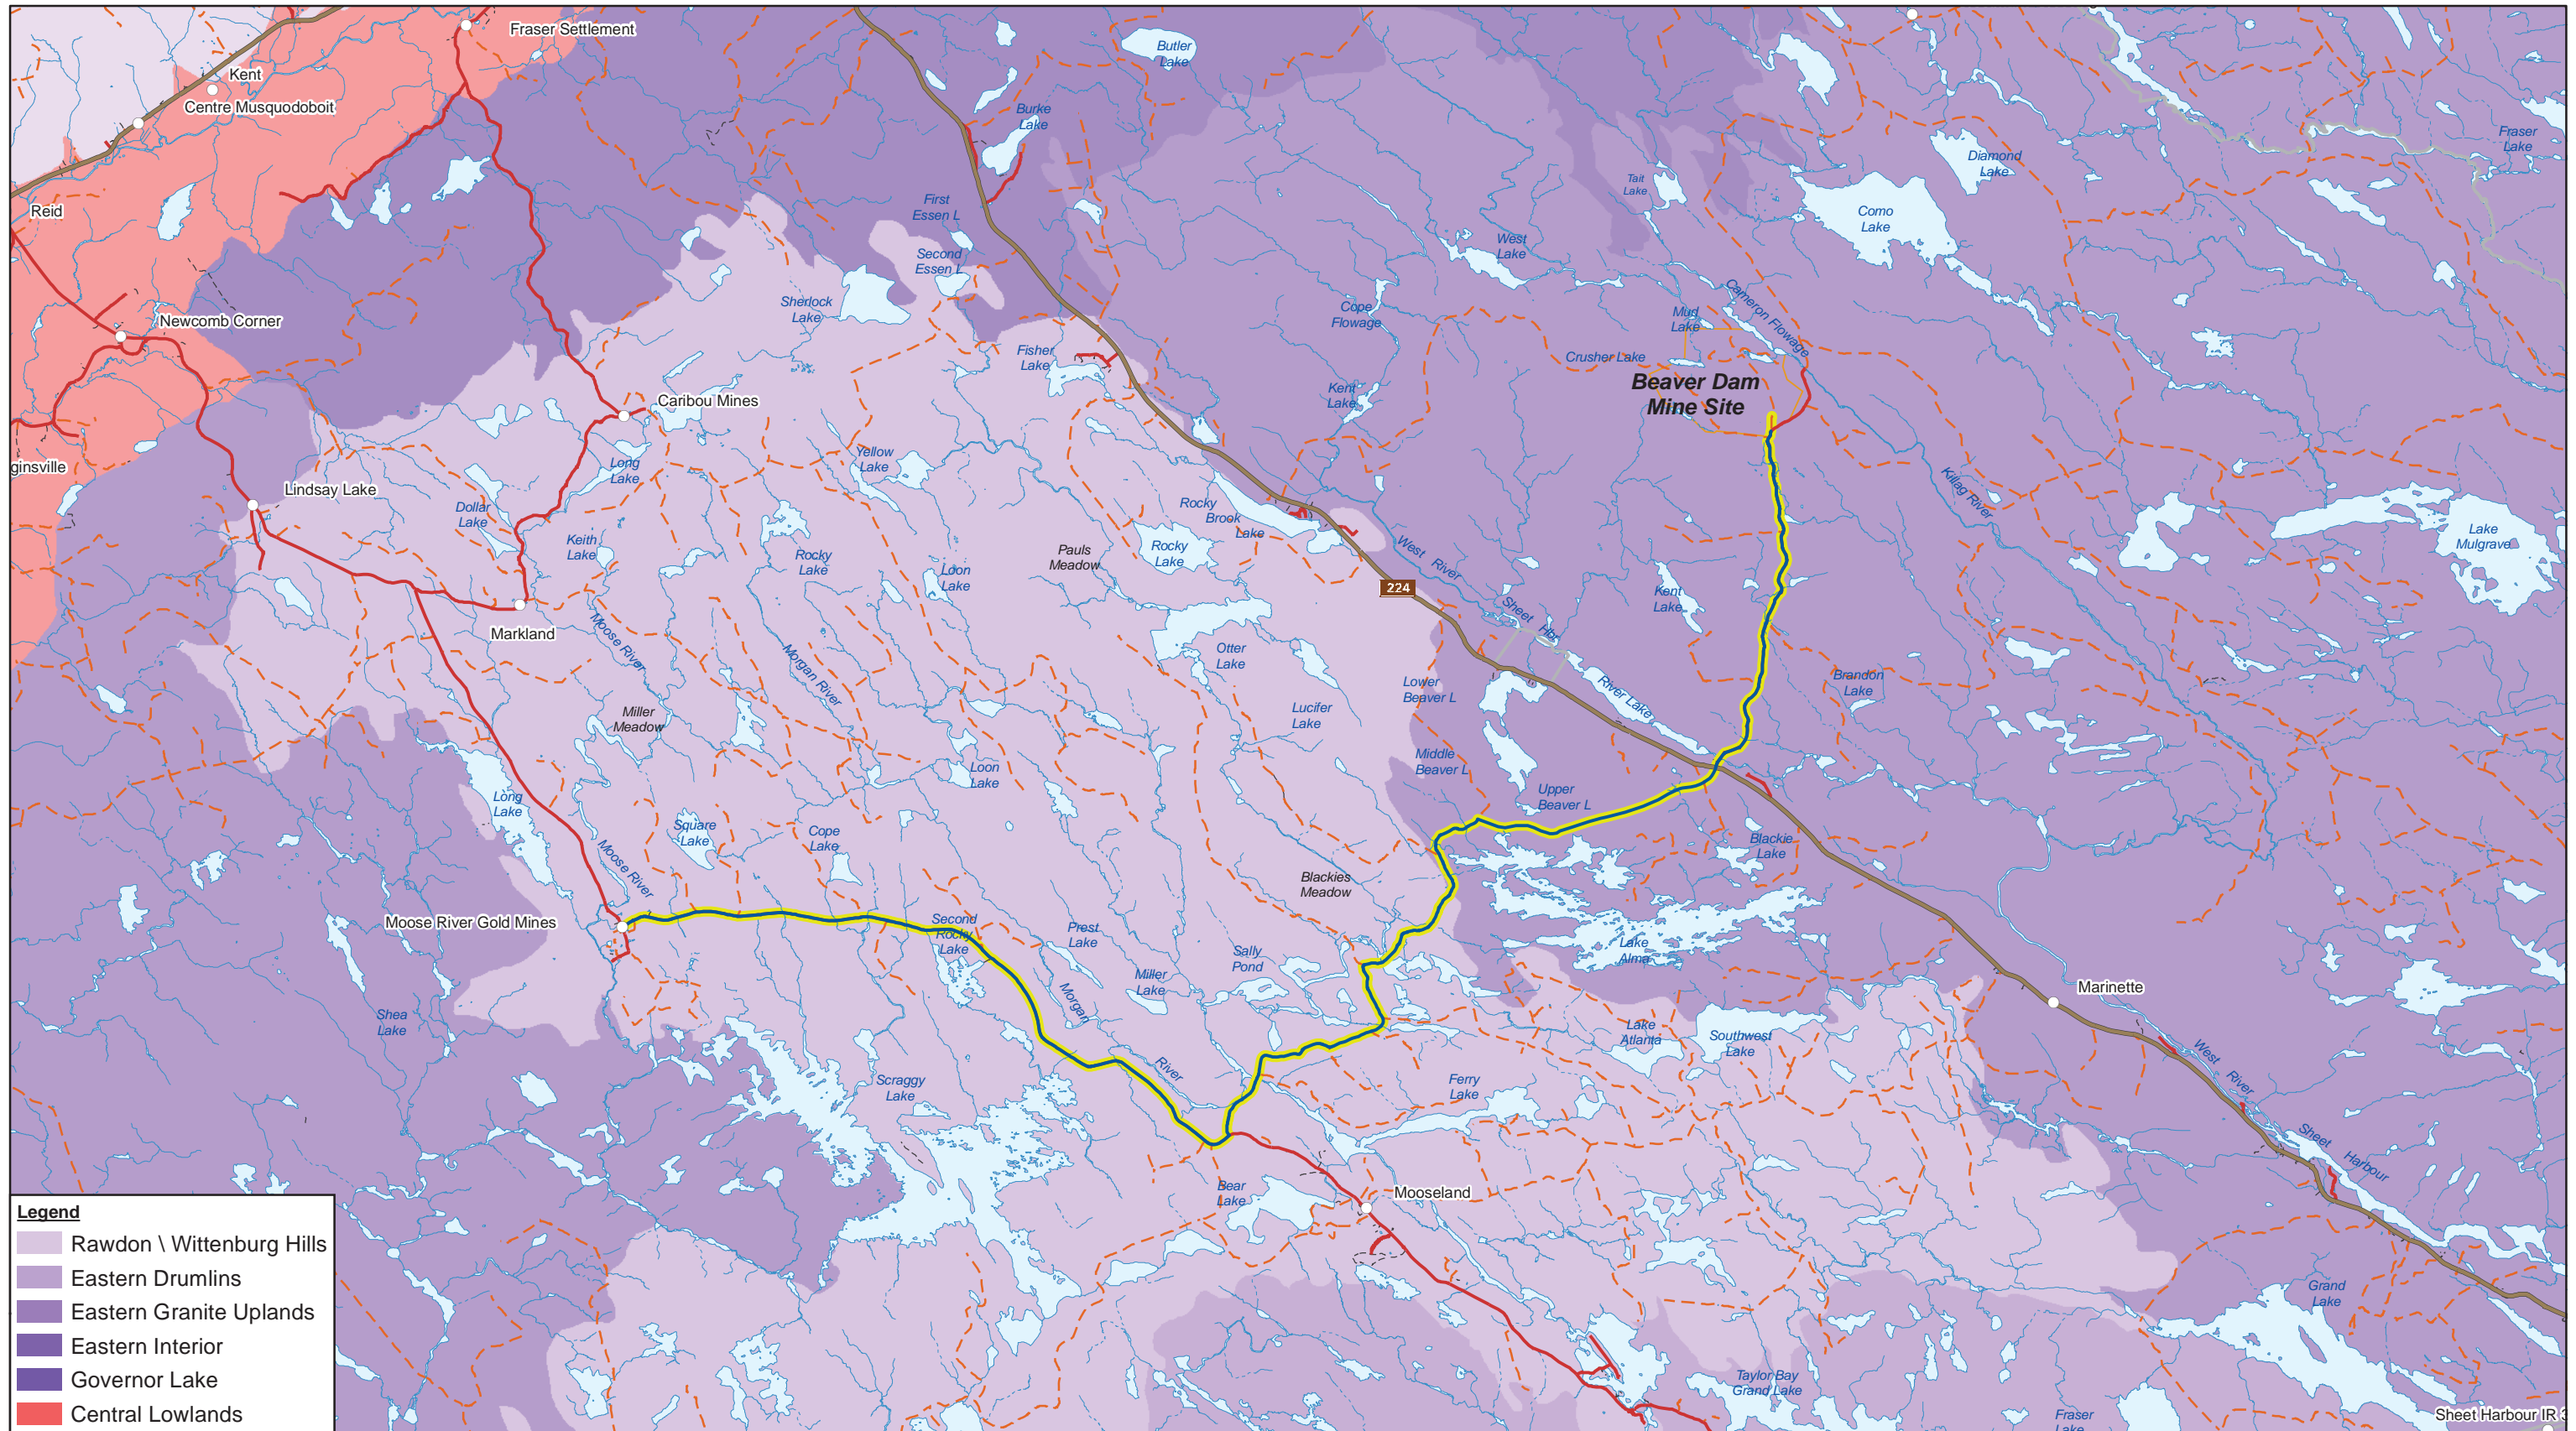 Fraser Settlement
Kent
Centre Musquodoboit
Reid
Newcomb Corner
ginsville
Lindsay Lake
Caribou Mines
Markland
Moose River Gold Mines
Butler
Lake
Burke
Lake
First
Essen L
Second
Essen L
Sherlock
Lake
Fisher
Lake
Long
Lake
Dollar
Lake
Keith
Lake
Yellow
Lake
Rocky
Lake
Loon
Lake
Pauls
Meadow
Rocky
Lake
Rocky
Brook
Lake
Moose River
Morgan River
Miller
Meadow
Otter
Lake
Lucifer
Lake
Loon
Lake
Long
Lake
Square
Lake
Cope
Lake
Moose River
Second
Rocky
Lake
Prest
Lake
Miller
Lake
Morgan
River
Sally
Pond
Blackies
Meadow
Shea
Lake
Scraggy
Lake
Bear
Lake
Ferry
Lake
Mooseland
Tait
Lake
West
Lake
Cope
Flowage
Kent
Lake
Mud
Lake
Cameron Flowage
Crusher Lake
Beaver Dam
Mine Site
Como
Lake
Diamond
Lake
Fraser
Lake
Killag River
Lake
Mulgrave
224
West River
Sheet Hbr
River Lake
Kent
Lake
Brandon
Lake
Lower
Beaver L
Middle
Beaver L
Upper
Beaver L
Blackie
Lake
Lake
Alma
Lake
Atlanta
Southwest
Lake
Marinette
West
River
Sheet
Harbour
Grand
Lake
Taylor Bay
Grand Lake
Fraser
Lake
Sheet Harbour IR 3
Legend
Rawdon \ Wittenburg Hills
Eastern Drumlins
Eastern Granite Uplands
Eastern Interior
Governor Lake
Central Lowlands